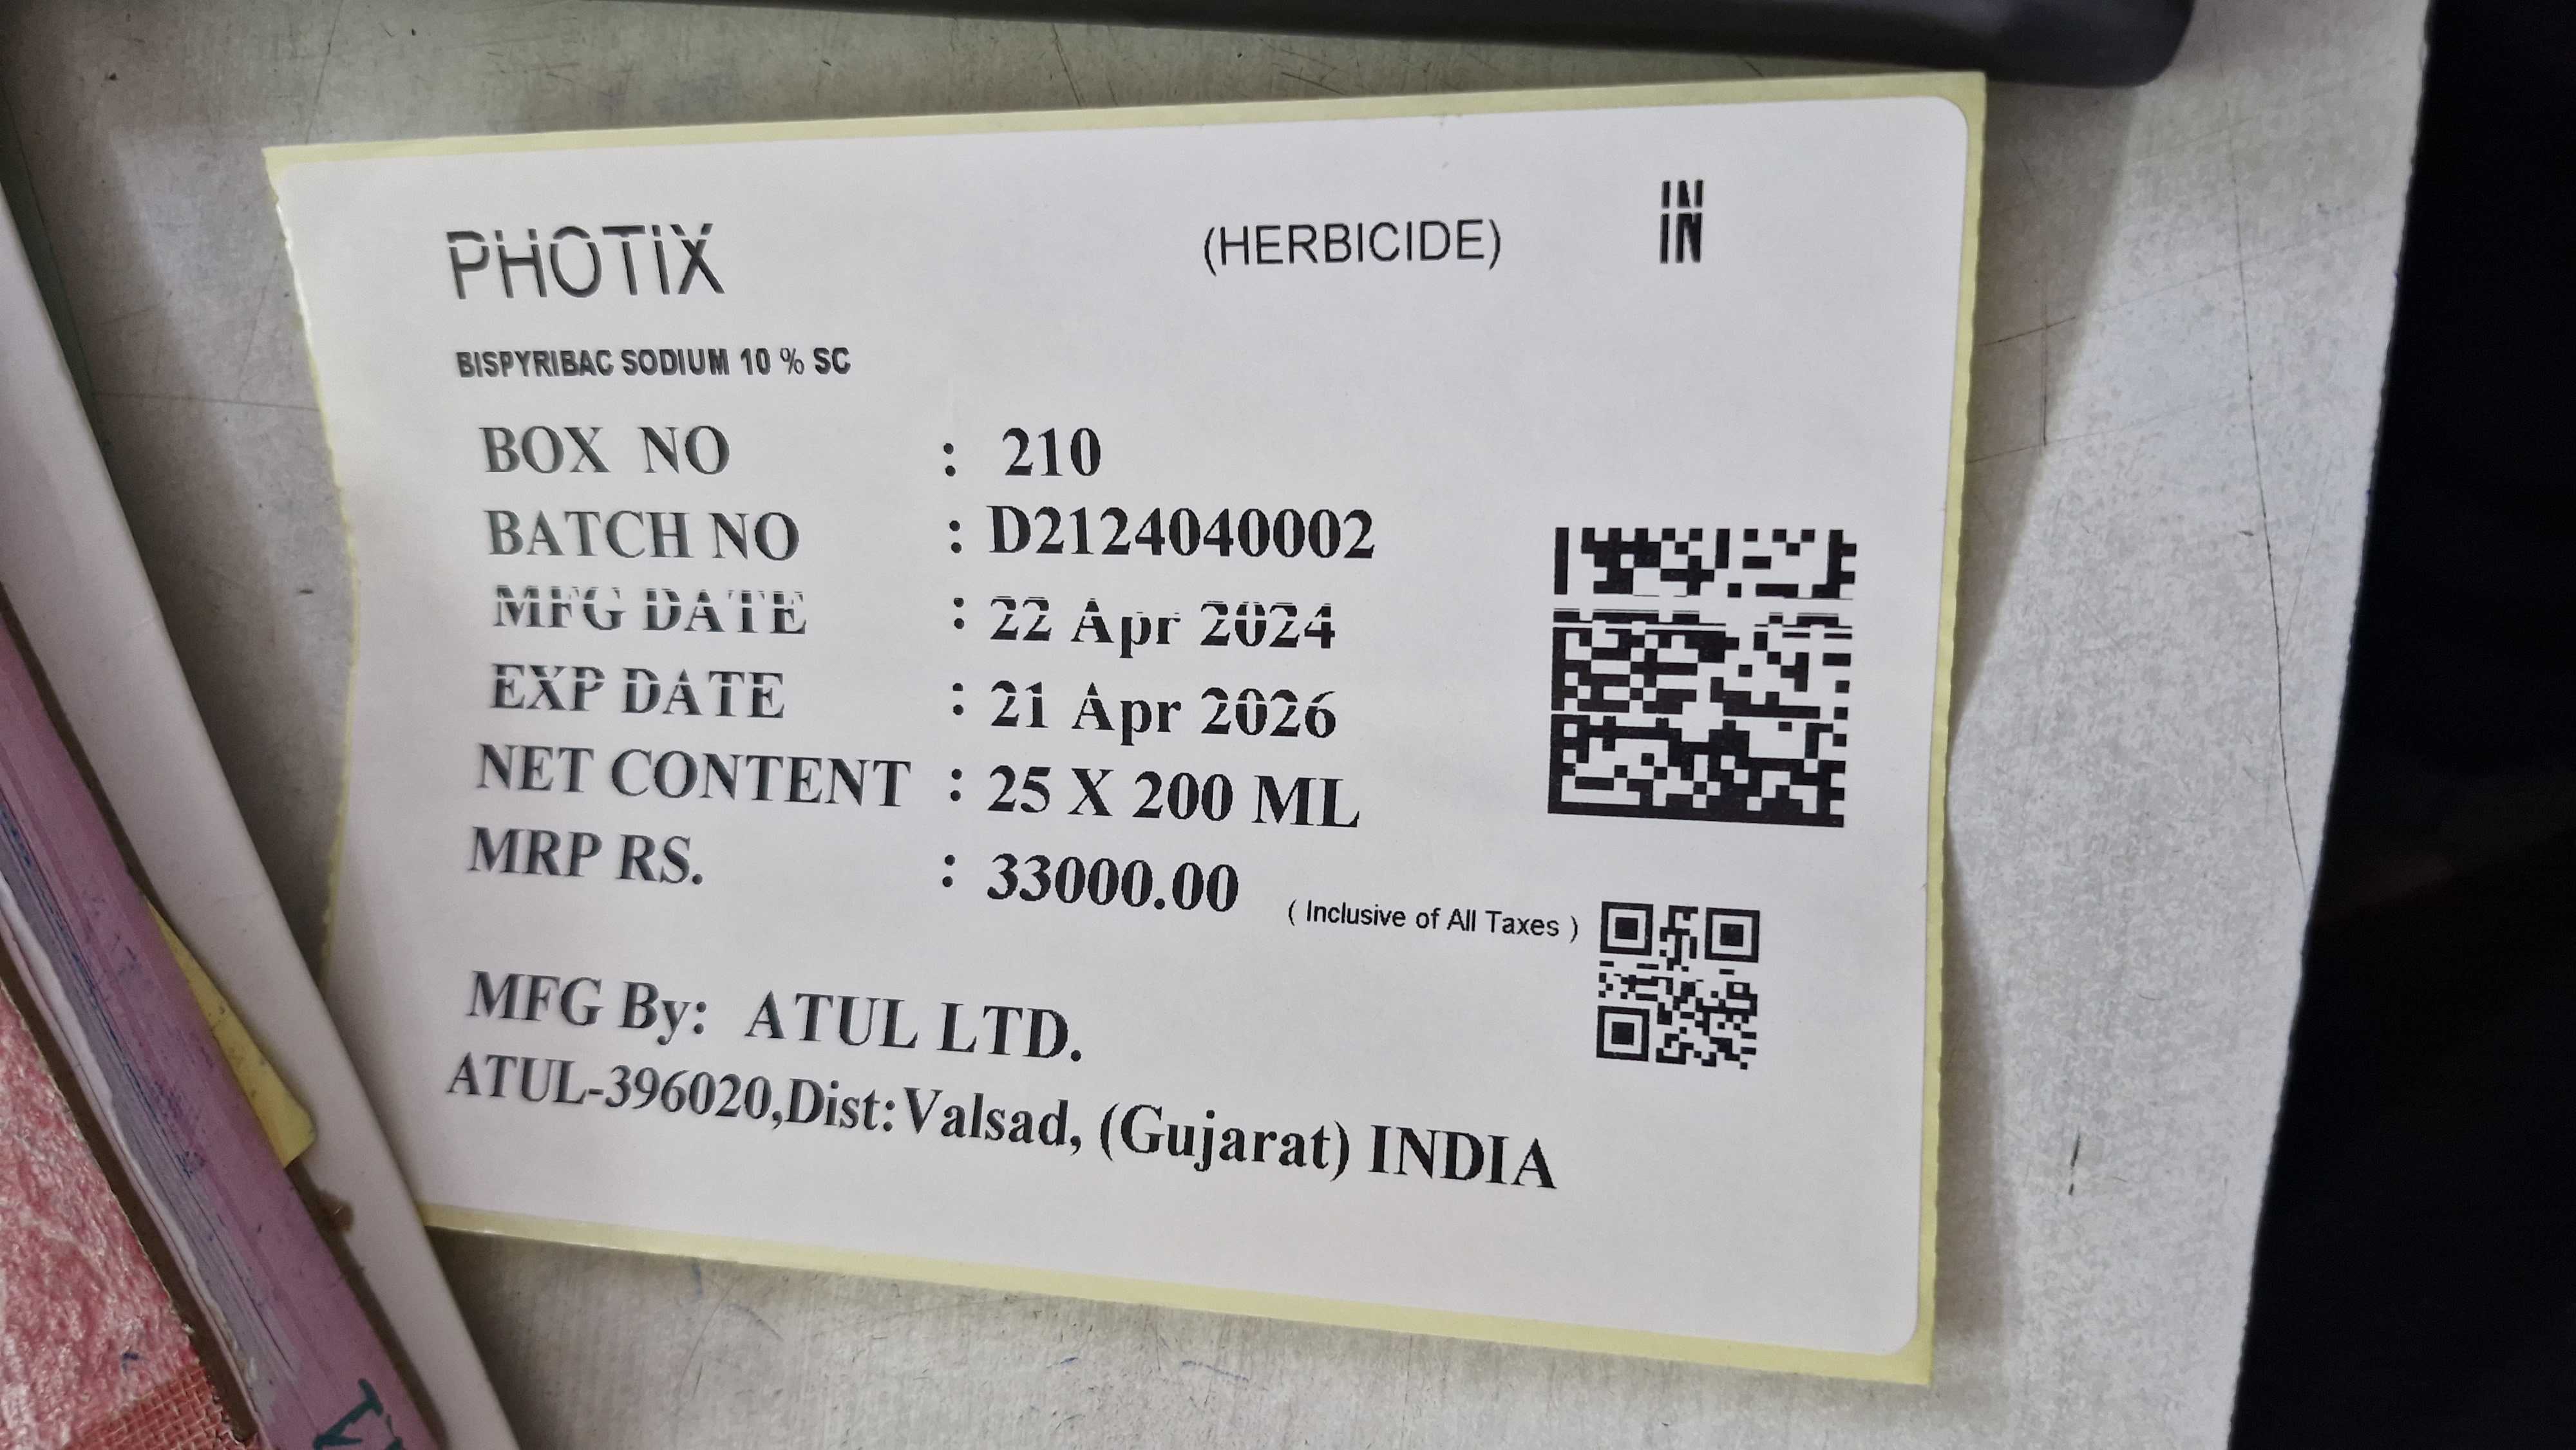 PHOTIX (HERBICIDE) IN
BISPYRIBAC SODIUM 10 % SC
BOX NO : 210
BATCH NO : D2124040002
MFG DATE : 22 Apr 2024
EXP DATE : 21 Apr 2026
NET CONTENT : 25 X 200 ML
MRP RS. : 33000.00 ( Inclusive of All Taxes )
MFG By: ATUL LTD.
ATUL-396020,Dist:Valsad, (Gujarat) INDIA